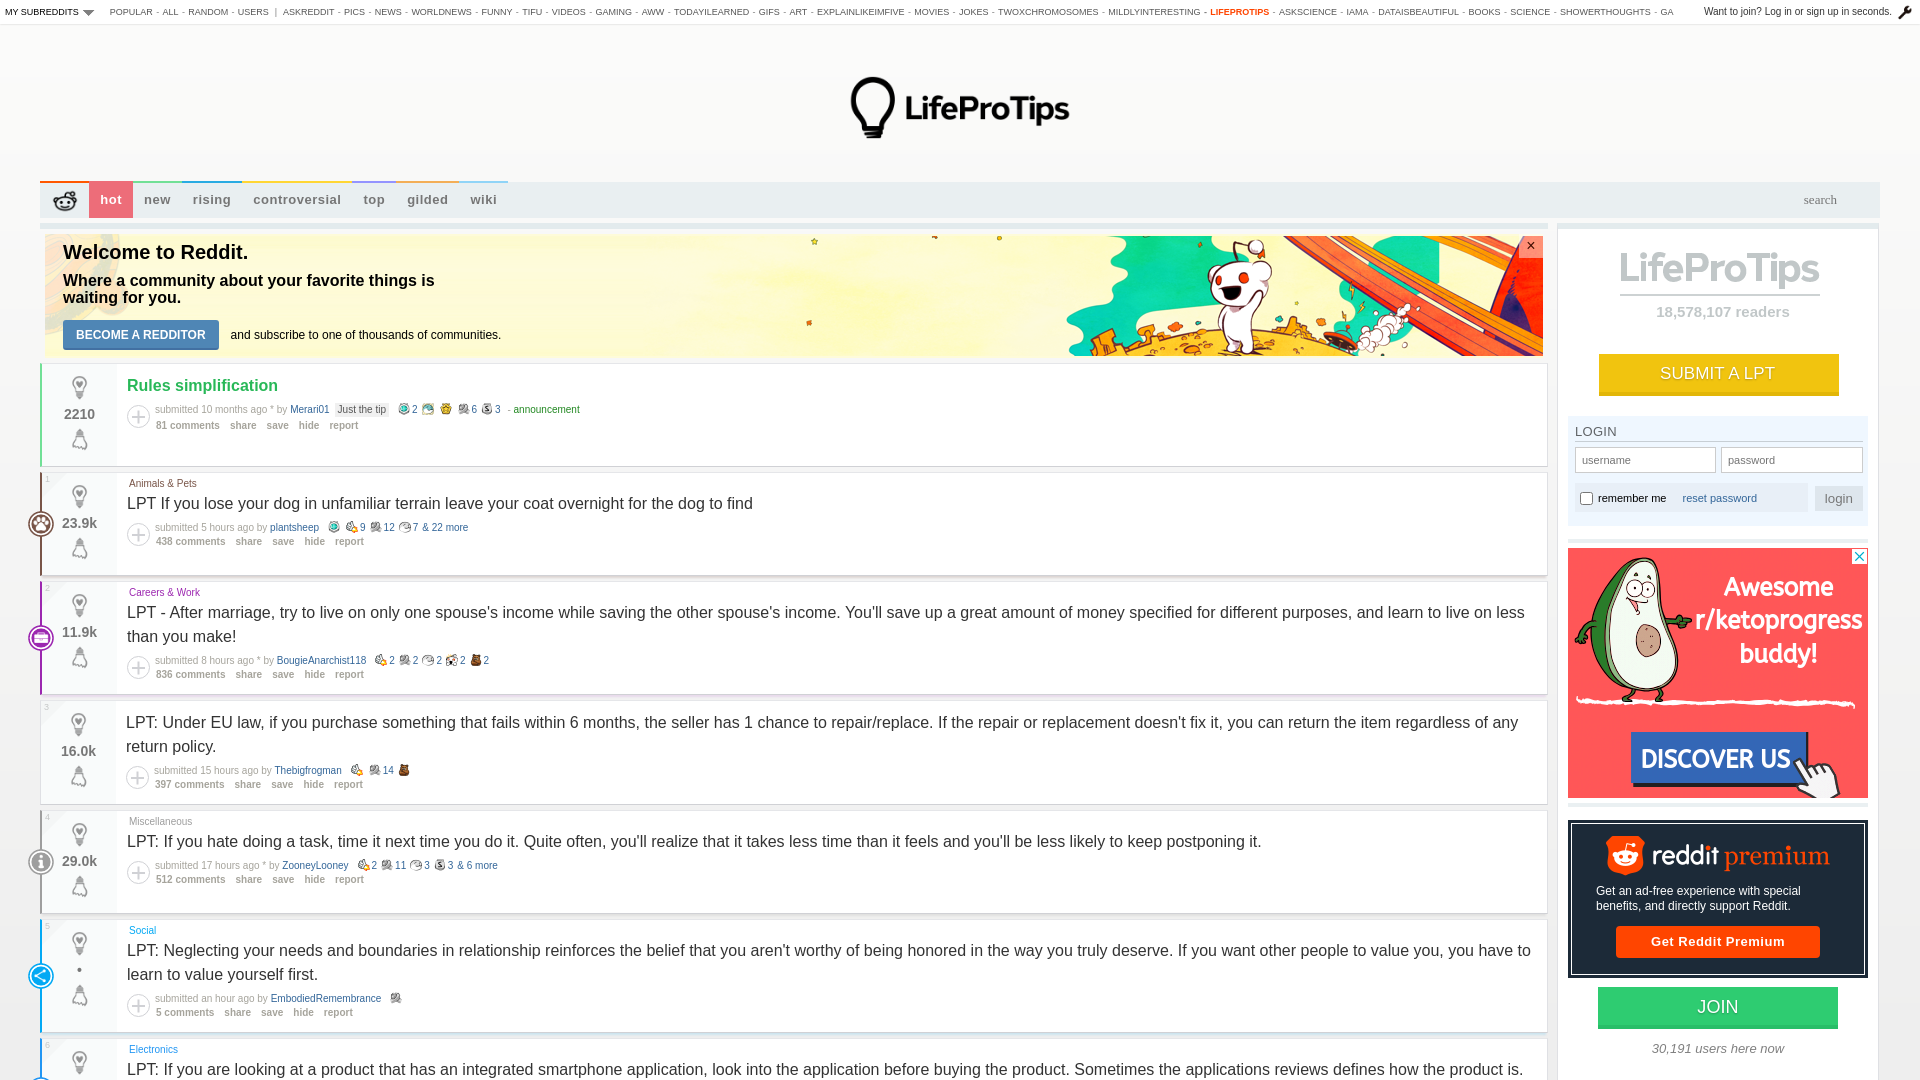 MY SUBREDDITS POPULAR - ALL - RANDOM - USERS | ASKREDDIT - PICS - NEWS - WORLDNEWS - FUNNY - TIFU - VIDEOS - GAMING - AWW - TODAYILEARNED - GIFS - ART - EXPLAINLIKEIMFIVE - MOVIES - JOKES - TWOXCHROMOSOMES - MILDLYINTERESTING - LIFEPROTIPS - ASKSCIENCE - IAMA - DATAISBEAUTIFUL - BOOKS - SCIENCE - SHOWERTHOUGHTS - GA Want to join? Log in or sign up in seconds.
LifeProTips
hot new rising controversial top gilded wiki search
Welcome to Reddit.
Where a community about your favorite things is
waiting for you.
BECOME A REDDITOR and subscribe to one of thousands of communities.
×
Rules simplification
2210
submitted 10 months ago * by Merari01 Just the tip 2 6 3 - announcement
81 comments share save hide report
1
Animals & Pets
LPT If you lose your dog in unfamiliar terrain leave your coat overnight for the dog to find
23.9k
submitted 5 hours ago by plantsheep 9 12 7 & 22 more
438 comments share save hide report
2
Careers & Work
LPT - After marriage, try to live on only one spouse's income while saving the other spouse's income. You'll save up a great amount of money specified for different purposes, and learn to live on less
than you make!
11.9k
submitted 8 hours ago * by BougieAnarchist118 2 2 2 2 2
836 comments share save hide report
3
LPT: Under EU law, if you purchase something that fails within 6 months, the seller has 1 chance to repair/replace. If the repair or replacement doesn't fix it, you can return the item regardless of any
return policy.
16.0k
submitted 15 hours ago by Thebigfrogman 14
397 comments share save hide report
4
Miscellaneous
LPT: If you hate doing a task, time it next time you do it. Quite often, you'll realize that it takes less time than it feels and you'll be less likely to keep postponing it.
29.0k
submitted 17 hours ago * by ZooneyLooney 2 11 3 3 & 6 more
512 comments share save hide report
5
Social
LPT: Neglecting your needs and boundaries in relationship reinforces the belief that you aren't worthy of being honored in the way you truly deserve. If you want other people to value you, you have to
learn to value yourself first.
•
submitted an hour ago by EmbodiedRemembrance
5 comments share save hide report
6
Electronics
LPT: If you are looking at a product that has an integrated smartphone application, look into the application before buying the product. Sometimes the applications reviews defines how the product is.
LifeProTips
18,578,107 readers
SUBMIT A LPT
LOGIN
username password
remember me reset password login
Awesome
r/ketoprogress
buddy!
DISCOVER US
reddit premium
Get an ad-free experience with special
benefits, and directly support Reddit.
Get Reddit Premium
JOIN
30,191 users here now